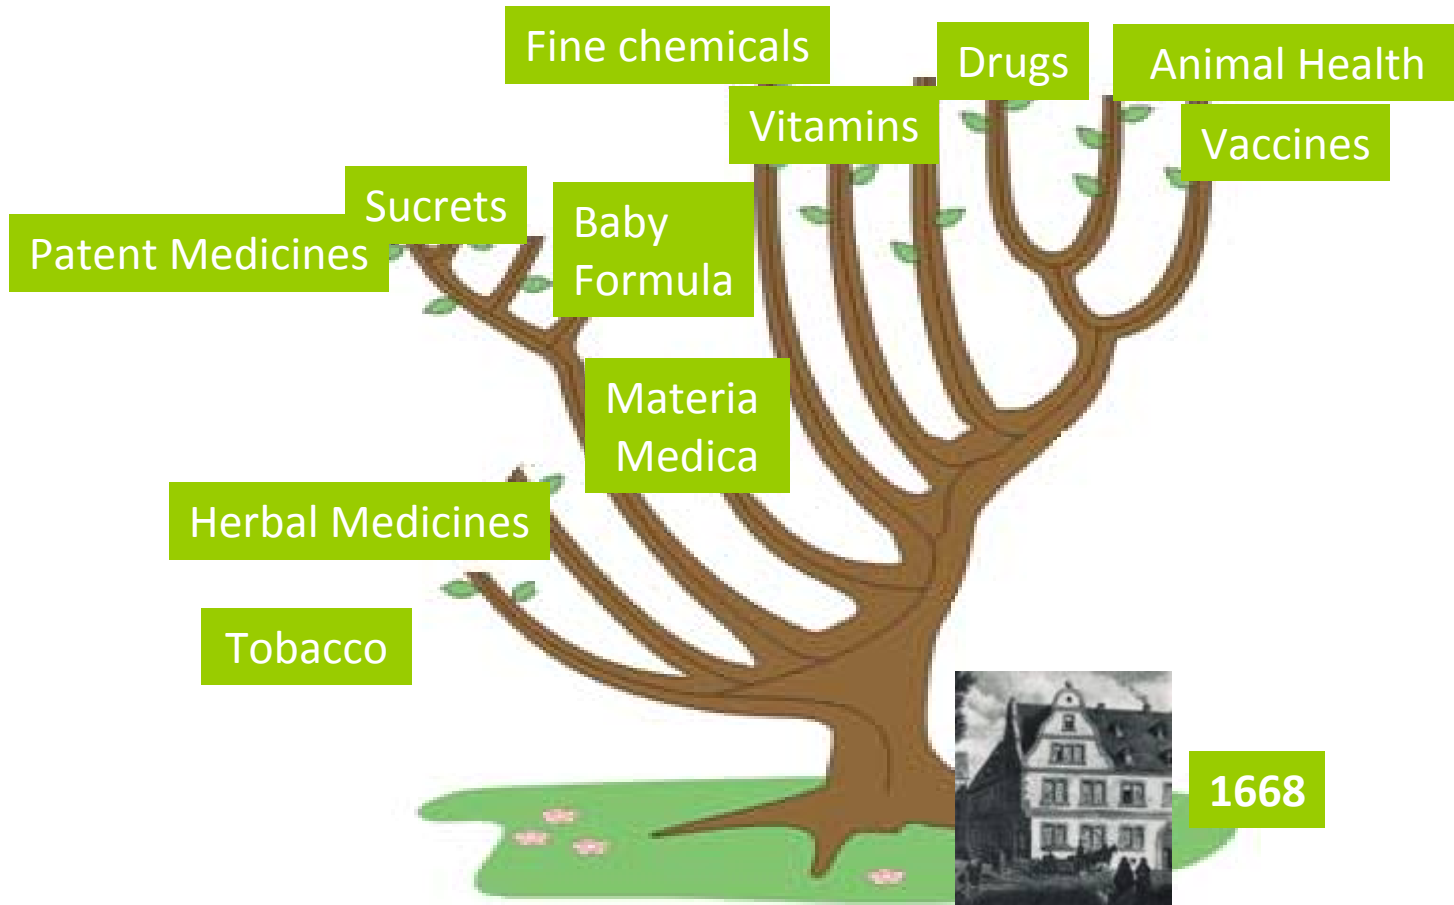 Fine chemicals
Drugs
Animal Health
Vitamins
Vaccines
Sucrets
Baby
Formula
Patent Medicines
Materia
Medica
Herbal Medicines
Tobacco
1668